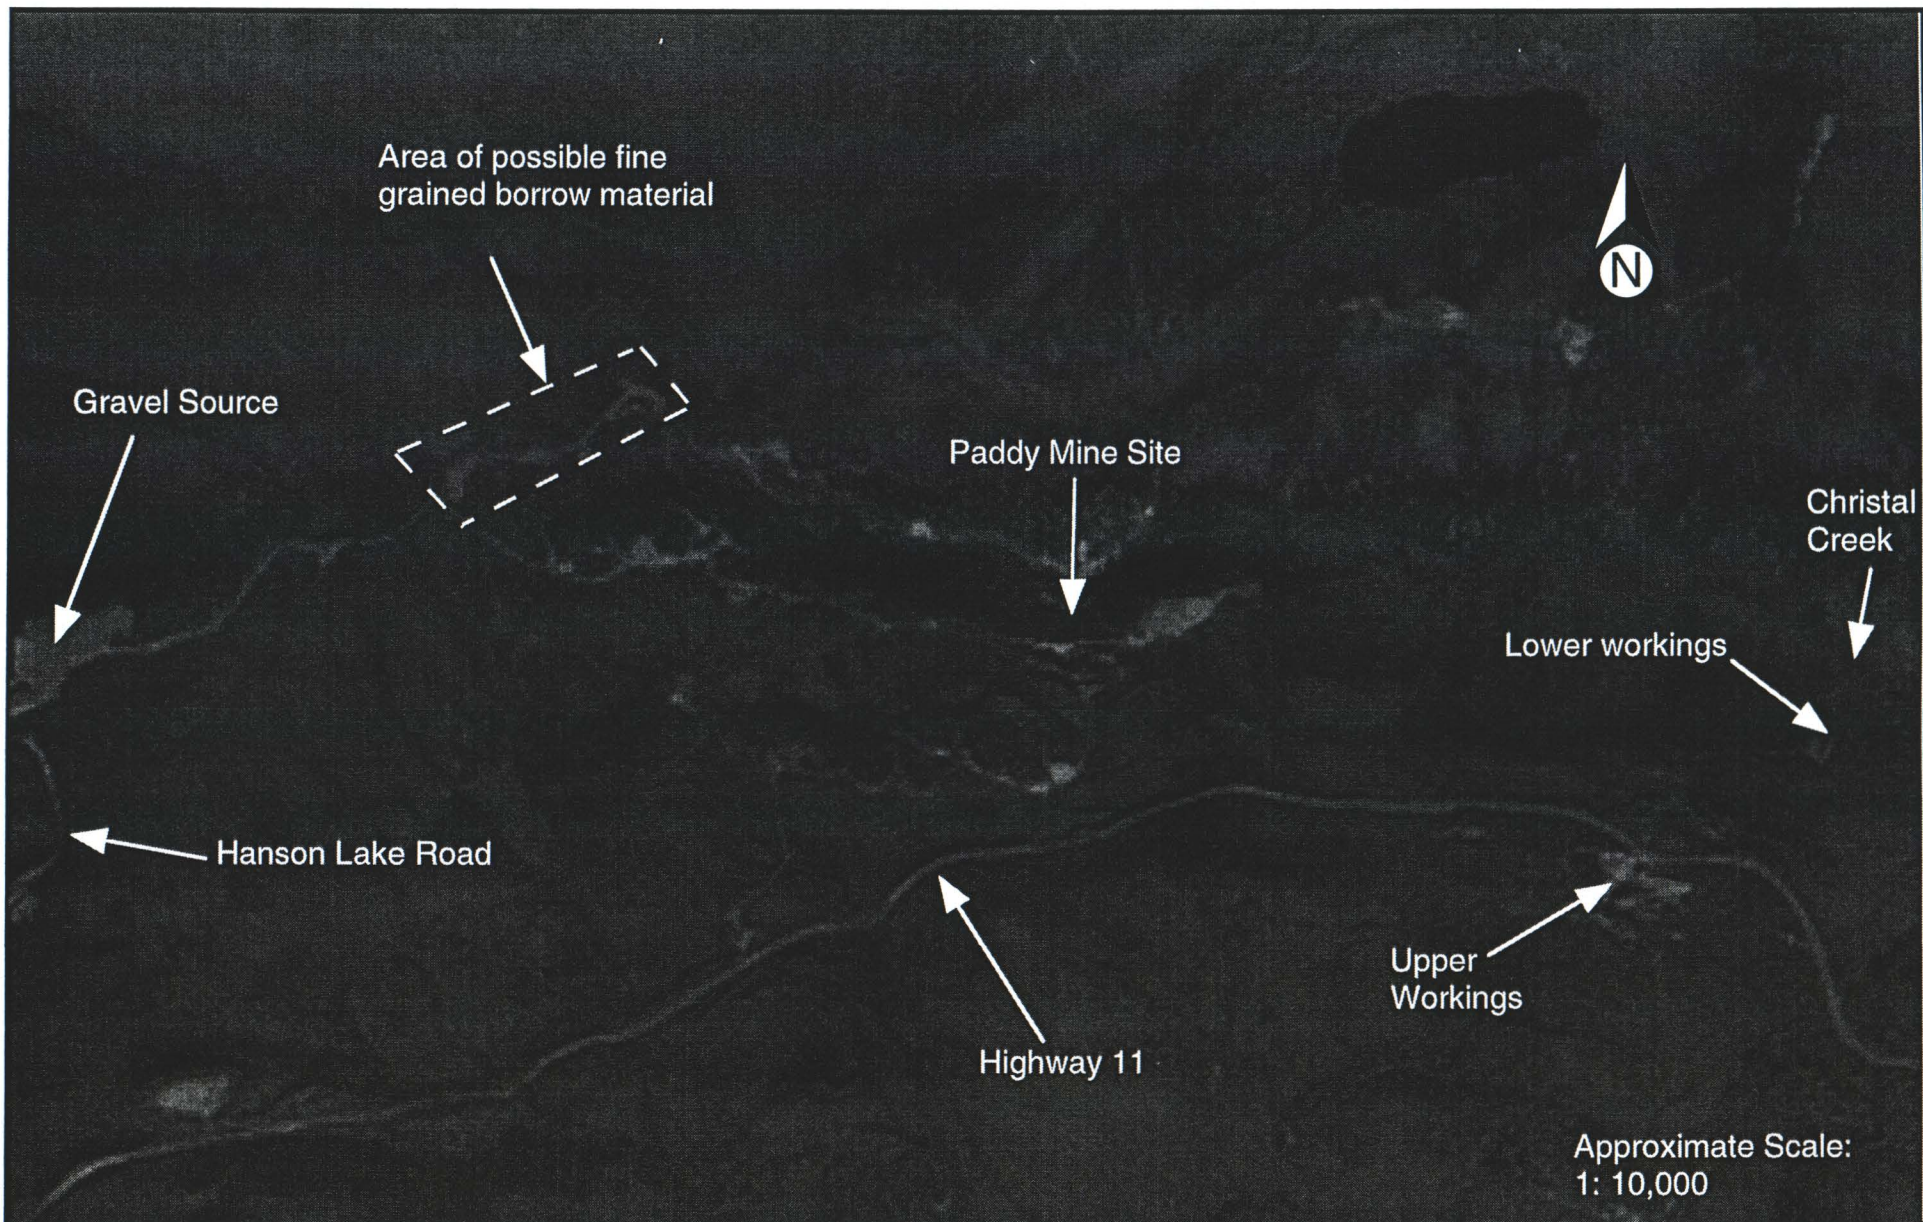 Area of possible fine
grained borrow material
N
Gravel Source
Paddy Mine Site
Christal
Creek
Lower workings
Hanson Lake Road
Upper
Workings
Highway 11
Approximate Scale:
1: 10,000